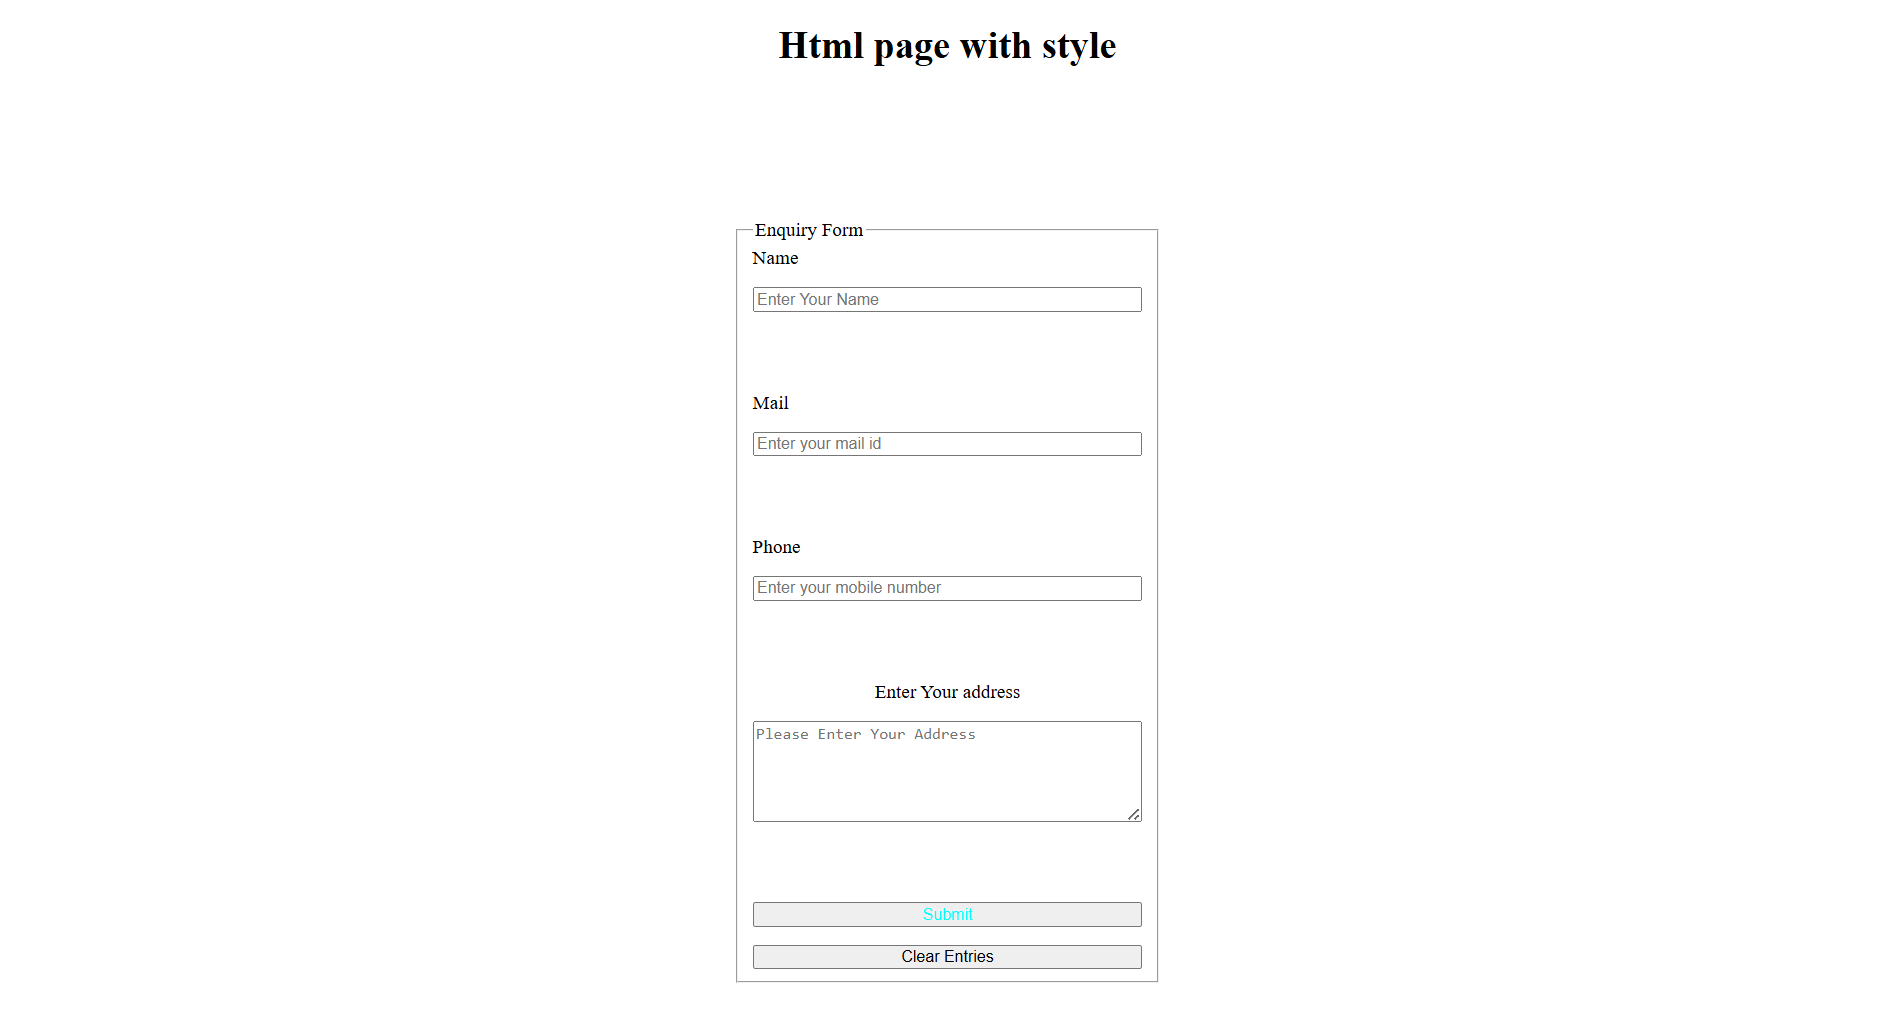 Html page with style
Enquiry Form
Name
Enter Your Name
Mail
Enter your mail id
Phone
Enter your mobile number
Enter Your address
Please Enter Your Address
Submit
Clear Entries